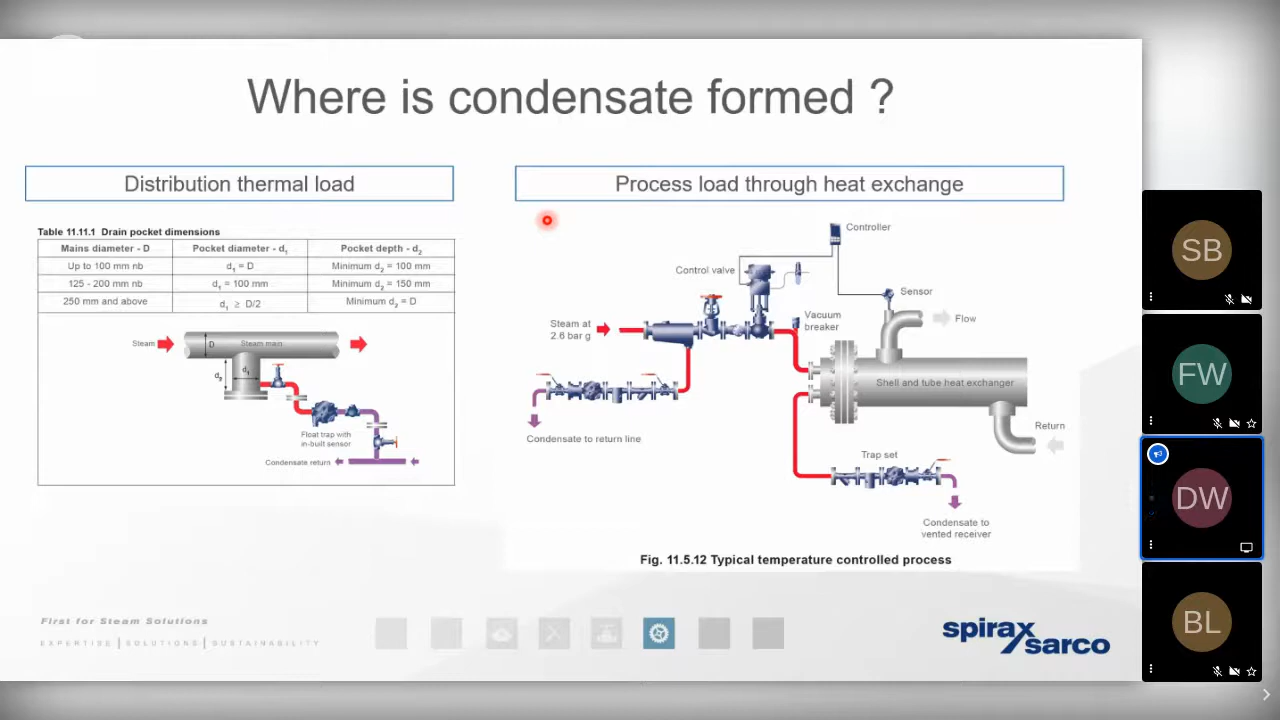 Where is condensate formed ?
Distribution thermal load
Process load through heat exchange
Table 11.11.1 Drain pocket dimensions
Mains diameter - D Pocket diameter - d1 Pocket depth - d2
Up to 100 mm nb d1 = D Minimum d2 = 100 mm
125 - 200 mm nb d1 = 100 mm Minimum d2 = 150 mm
250 mm and above d1 ≥ D/2 Minimum d2 = D
Steam
D
Steam main
d1
d2
Float trap with
in-built sensor
Condensate return
Controller
Control valve
Sensor
Steam at
2.6 bar g
Vacuum
breaker
Flow
Shell and tube heat exchanger
Return
Condensate to return line
Trap set
Condensate to
vented receiver
Fig. 11.5.12 Typical temperature controlled process
First for Steam Solutions
EXPERTISE | SOLUTIONS | SUSTAINABILITY
spirax
sarco
SB
FW
DW
BL